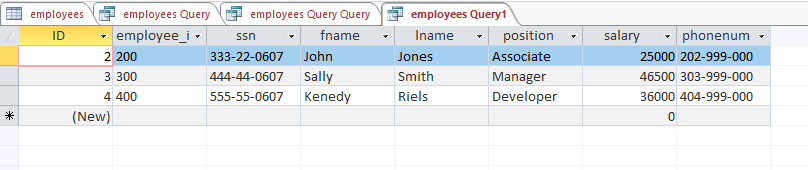 employees employees Query employees Query Query employees Query1
ID employee_i ssn fname lname position salary phonenum
2 200 333-22-0607 John Jones Associate 25000 202-999-000
3 300 444-44-0607 Sally Smith Manager 46500 303-999-000
4 400 555-55-0607 Kenedy Riels Developer 36000 404-999-000
(New) 0